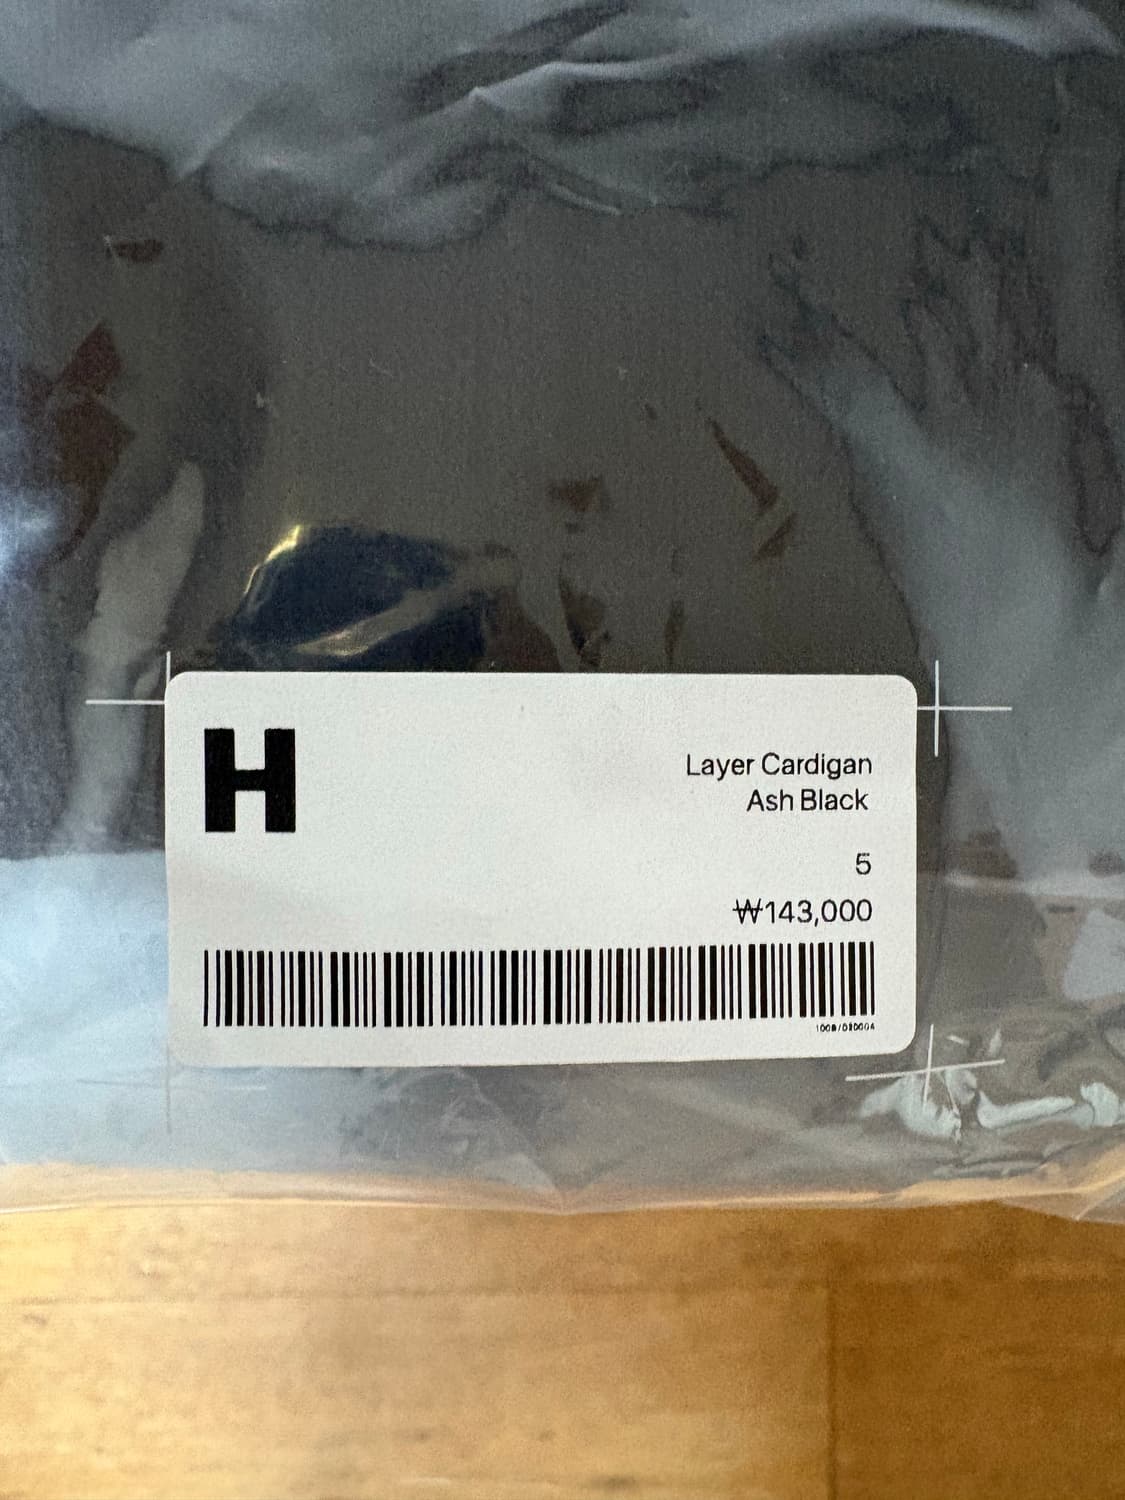 H
Layer Cardigan
Ash Black
5
₩143,000